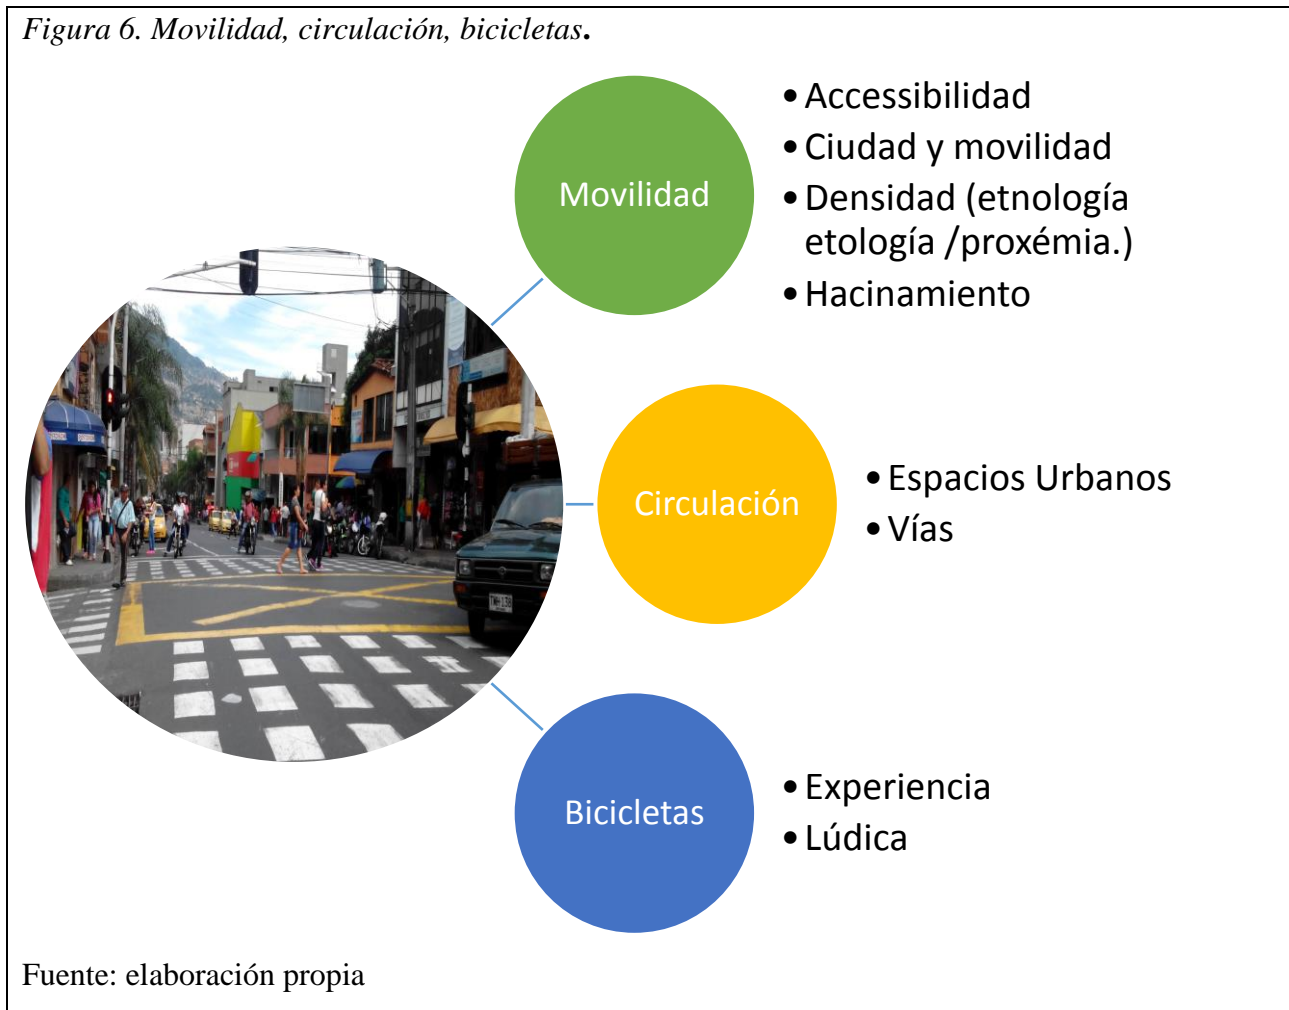 Figura 6. Movilidad, circulación, bicicletas.
Movilidad
• Accessibilidad
• Ciudad y movilidad
• Densidad (etnología
etología /proxémia.)
• Hacinamiento
Circulación
• Espacios Urbanos
• Vías
Bicicletas
• Experiencia
• Lúdica
Fuente: elaboración propia